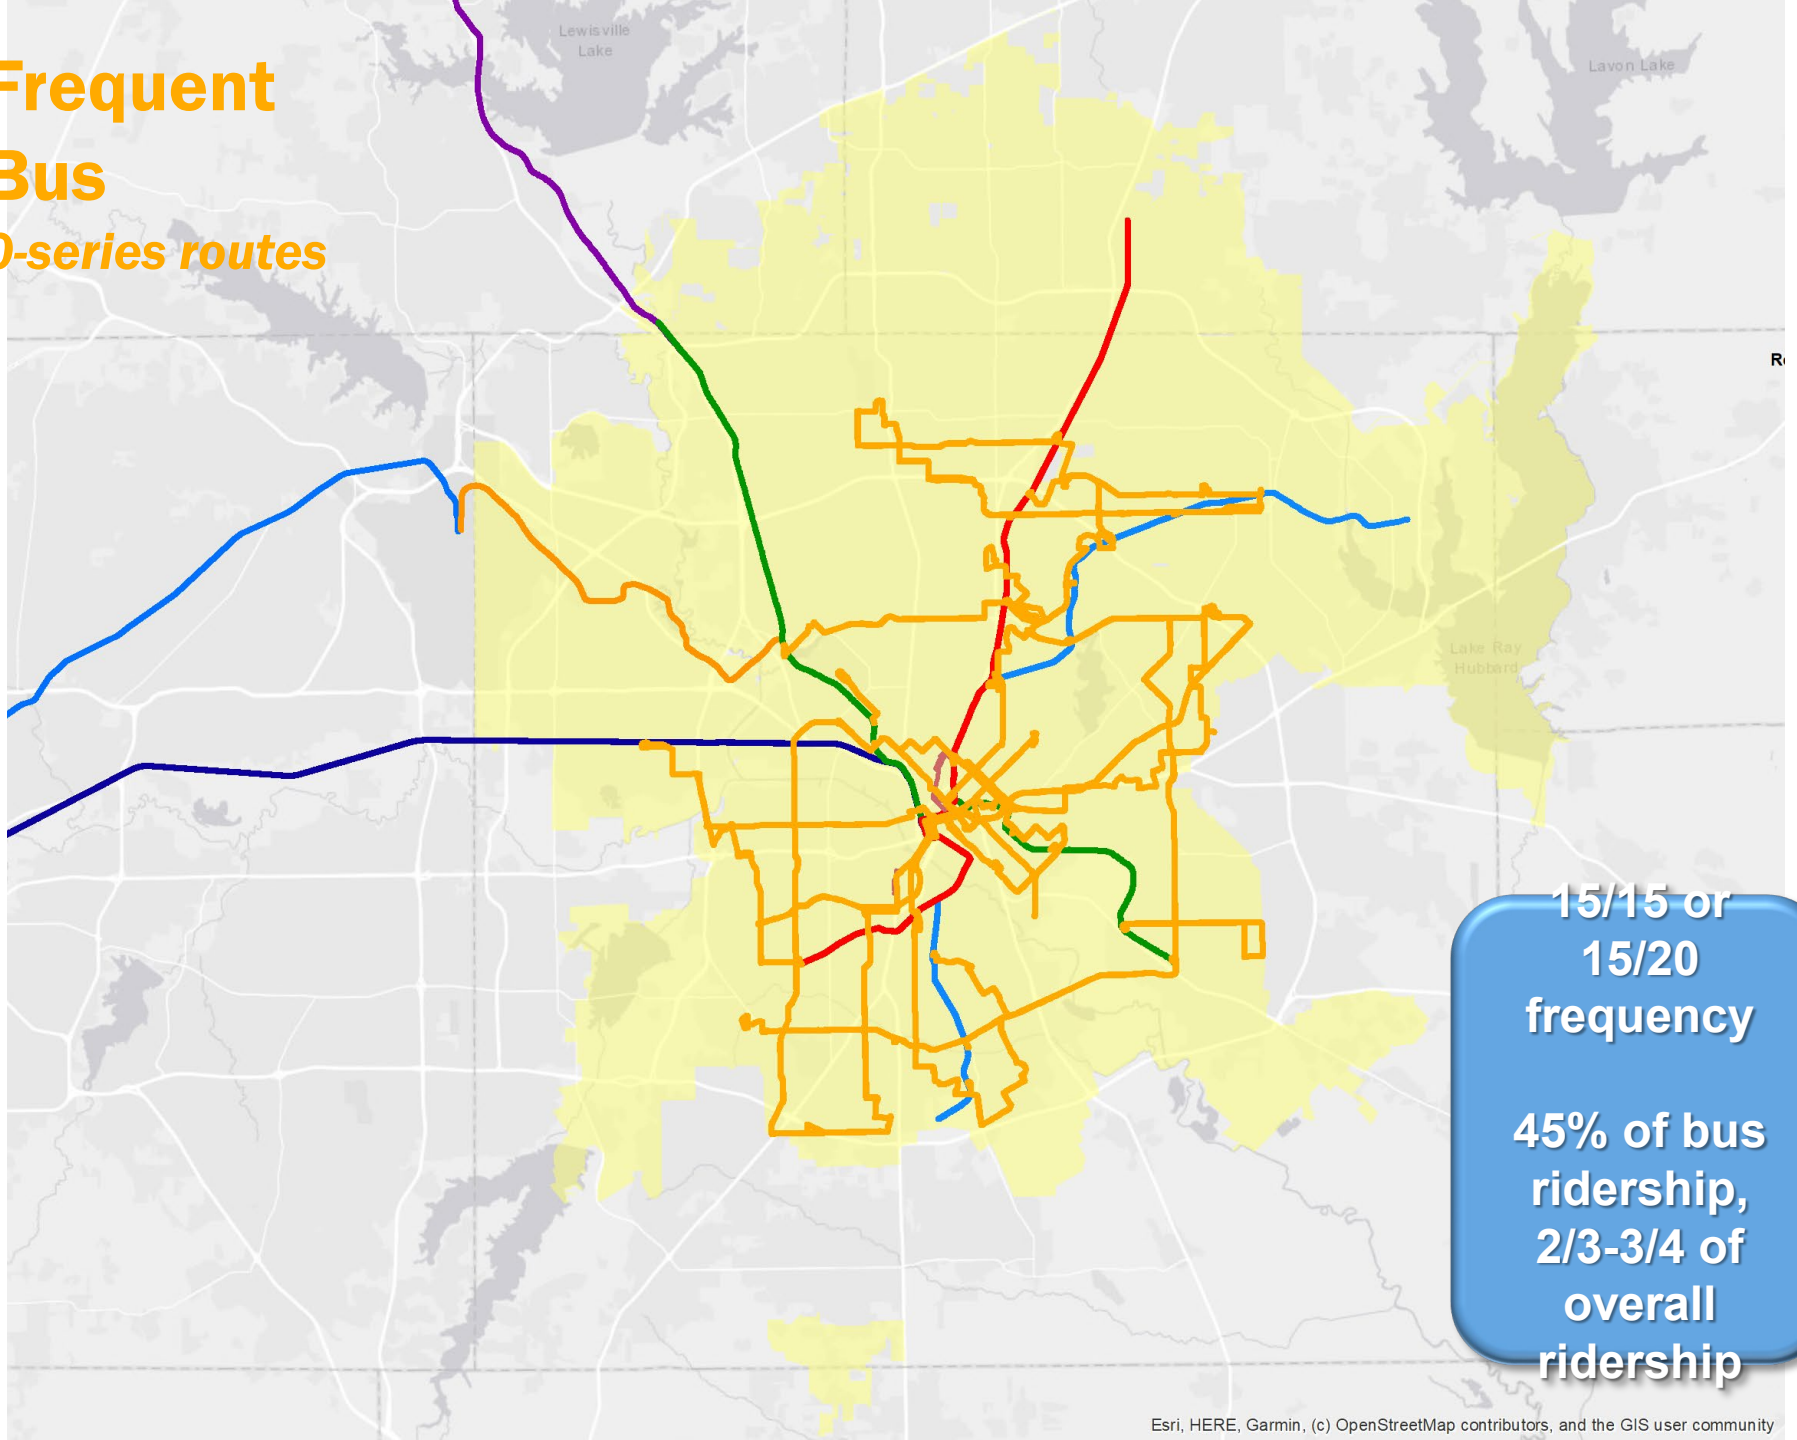 Frequent
Bus
0-series routes
Lewisville
Lake
Lavon Lake
Lake Ray
Hubbard
15/15 or
15/20
frequency
45% of bus
ridership,
2/3-3/4 of
overall
ridership
Esri, HERE, Garmin, (c) OpenStreetMap contributors, and the GIS user community